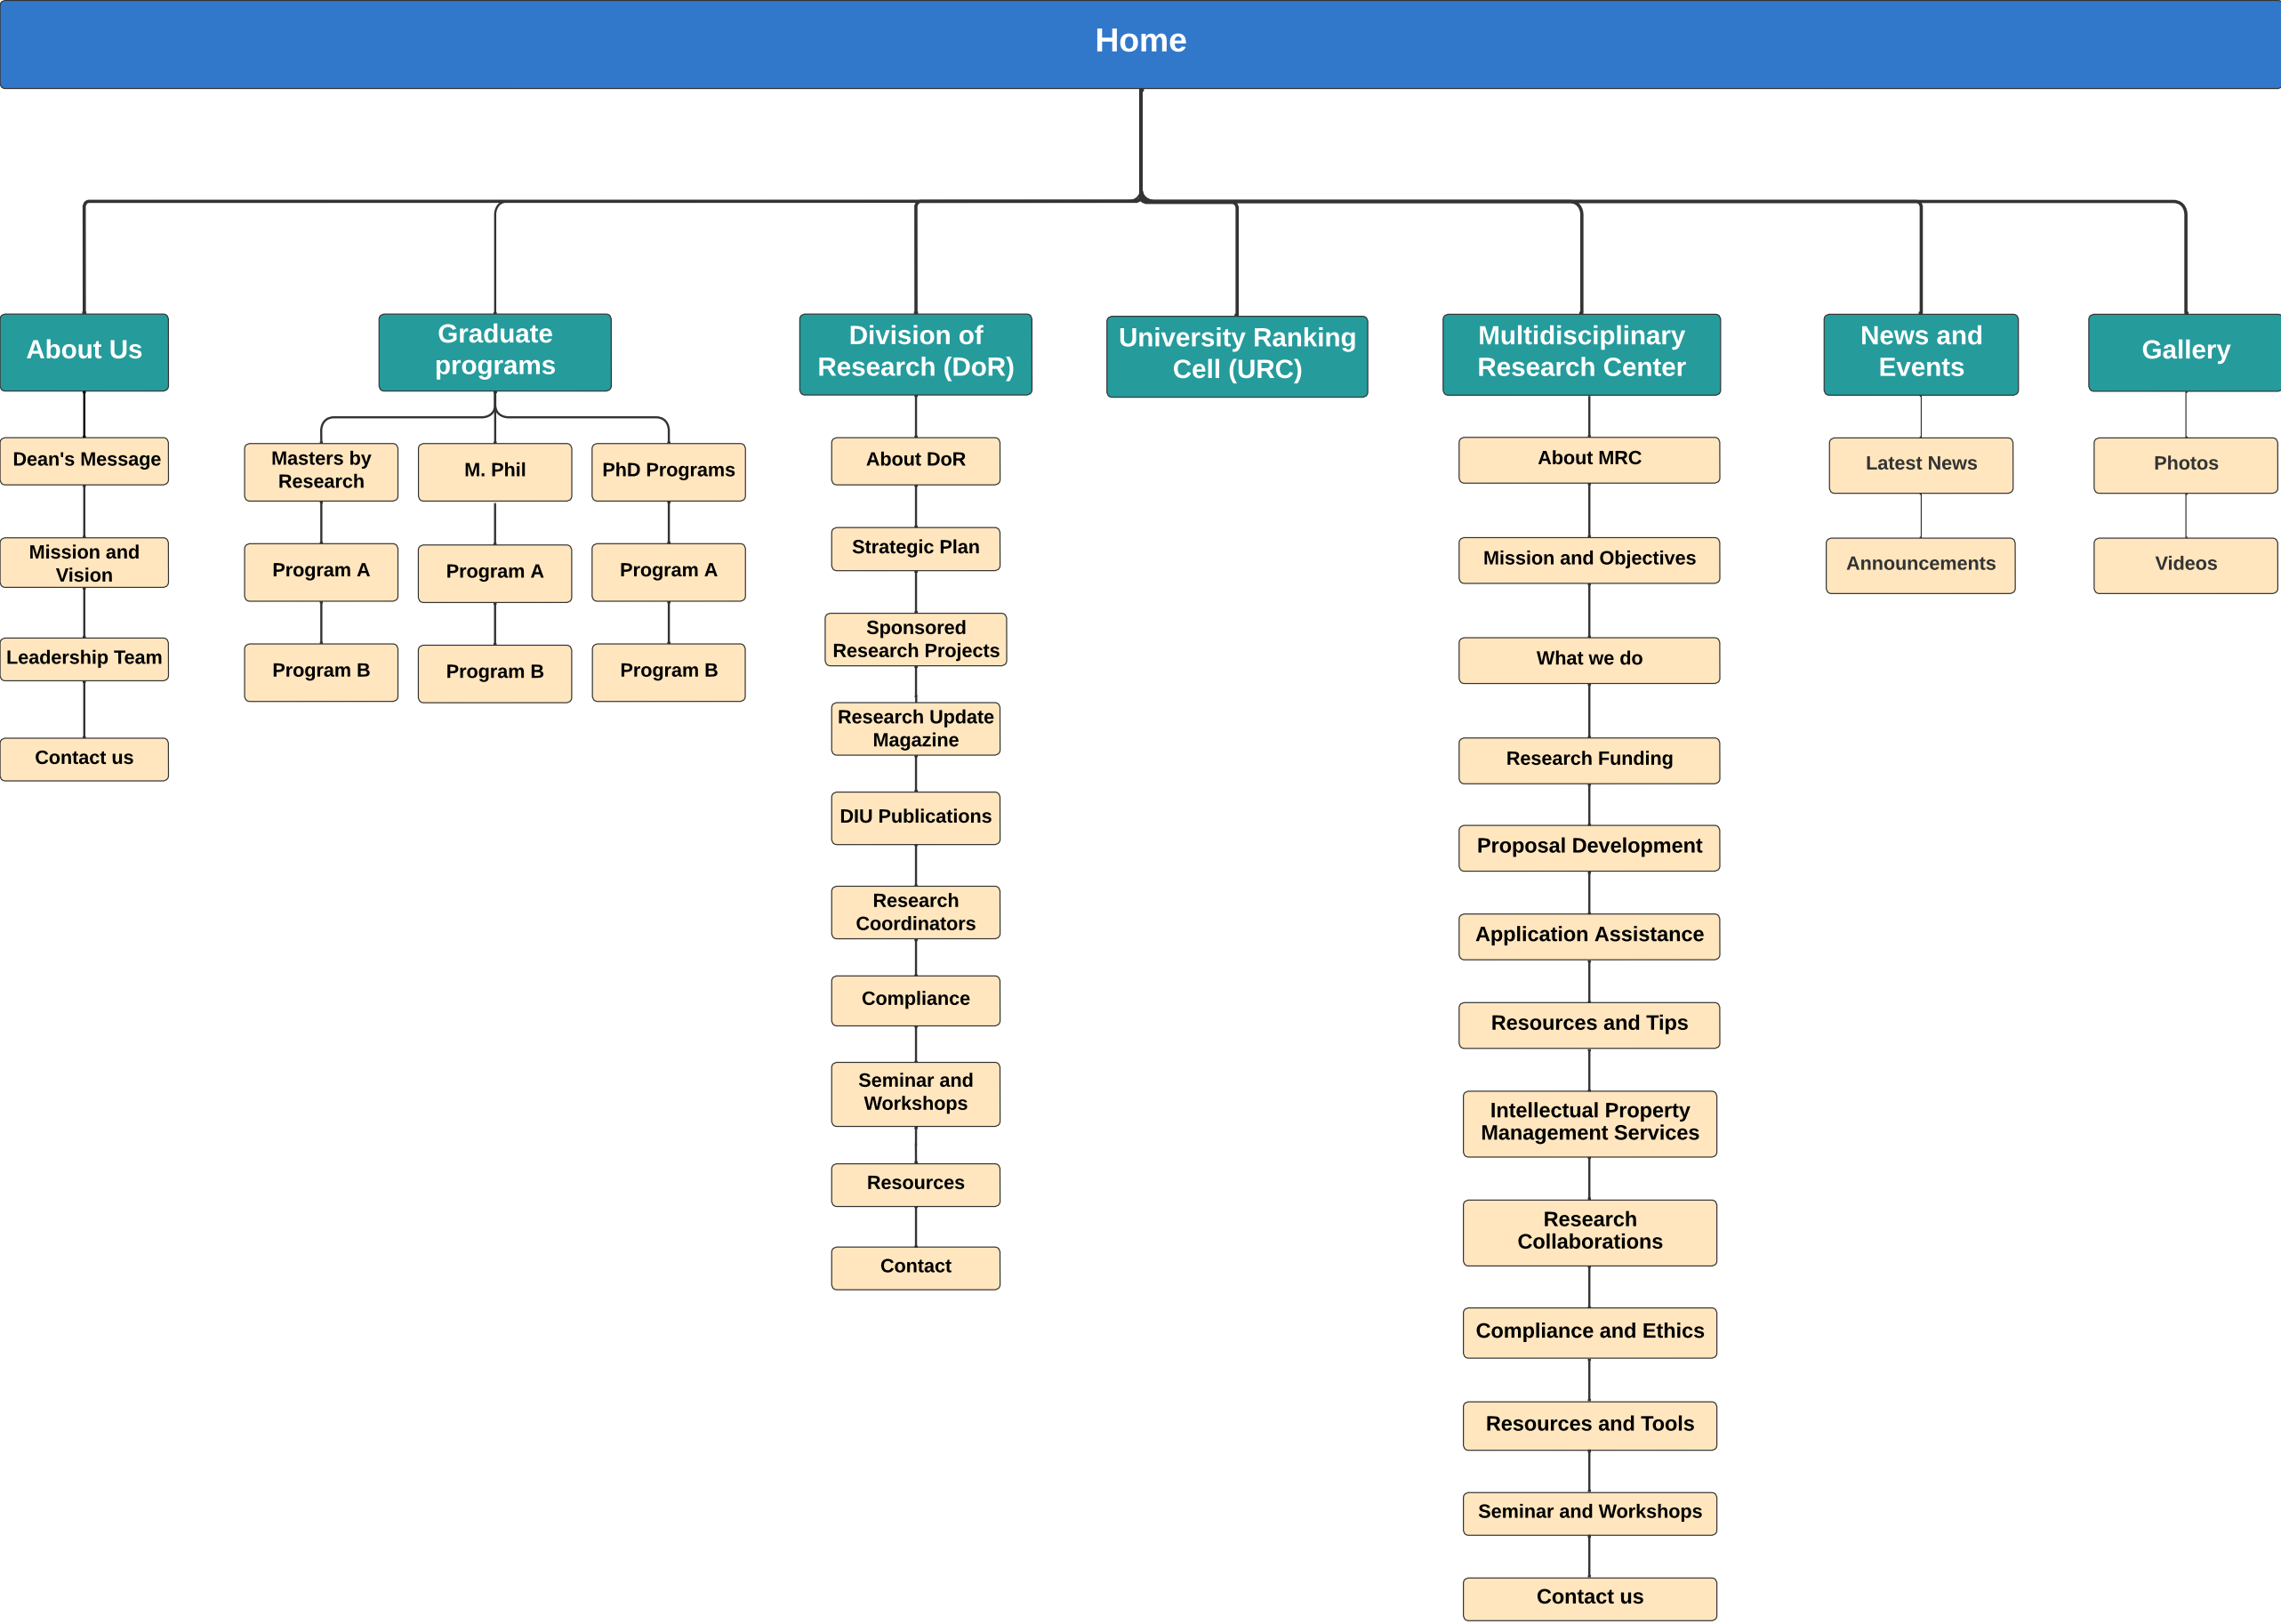 Home
About Us
Dean's Message
Mission and
Vision
Leadership Team
Contact us
Graduate
programs
Masters by
Research
Program A
Program B
M. Phil
Program A
Program B
PhD Programs
Program A
Program B
Division of
Research (DoR)
About DoR
Strategic Plan
Sponsored
Research Projects
Research Update
Magazine
DIU Publications
Research
Coordinators
Compliance
Seminar and
Workshops
Resources
Contact
University Ranking
Cell (URC)
Multidisciplinary
Research Center
About MRC
Mission and Objectives
What we do
Research Funding
Proposal Development
Application Assistance
Resources and Tips
Intellectual Property
Management Services
Research
Collaborations
Compliance and Ethics
Resources and Tools
Seminar and Workshops
Contact us
News and
Events
Latest News
Announcements
Gallery
Photos
Videos